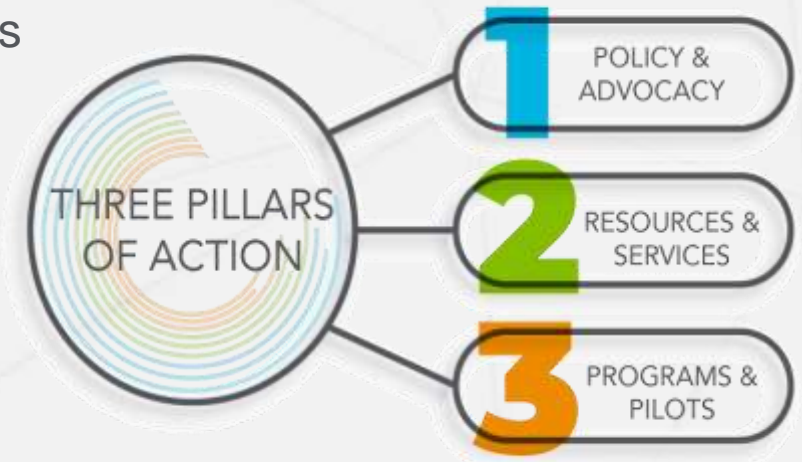 s
THREE PILLARS
OF ACTION
1
POLICY &
ADVOCACY
2
RESOURCES &
SERVICES
3
PROGRAMS &
PILOTS